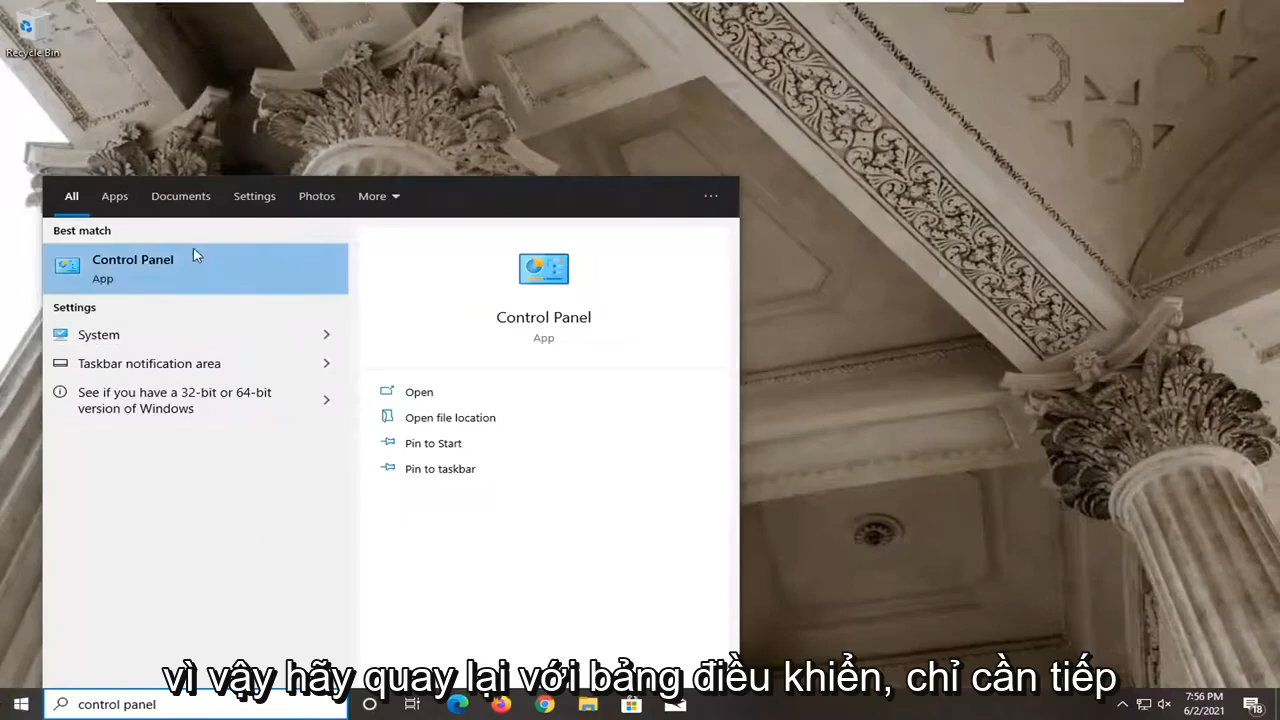 Recycle Bin
All Apps Documents Settings Photos More ...
Best match
Control Panel
App
Settings
System
Taskbar notification area
See if you have a 32-bit or 64-bit
version of Windows
Control Panel
App
Open
Open file location
Pin to Start
Pin to taskbar
vì vậy hãy quay lại với bảng điều khiển, chỉ cần tiếp
control panel
7:56 PM
6/2/2021
18